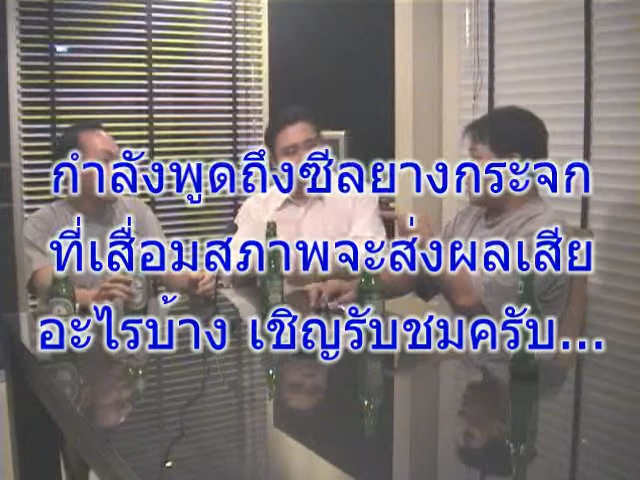 กำลังพูดถึงซีลยางกระจก
ที่เสื่อมสภาพจะส่งผลเสีย
อะไรบ้าง เชิญรับชมครับ...